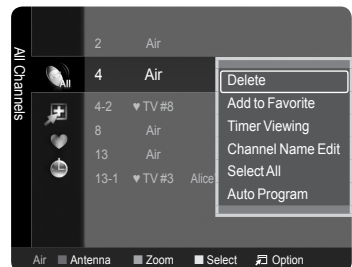 All Channels
All
2 Air
4 Air
4-2 ♥ TV #8
8 Air
13 Air
13-1 ♥ TV #3 Alice
Delete
Add to Favorite
Timer Viewing
Channel Name Edit
Select All
Auto Program
Air Antenna Zoom Select Option